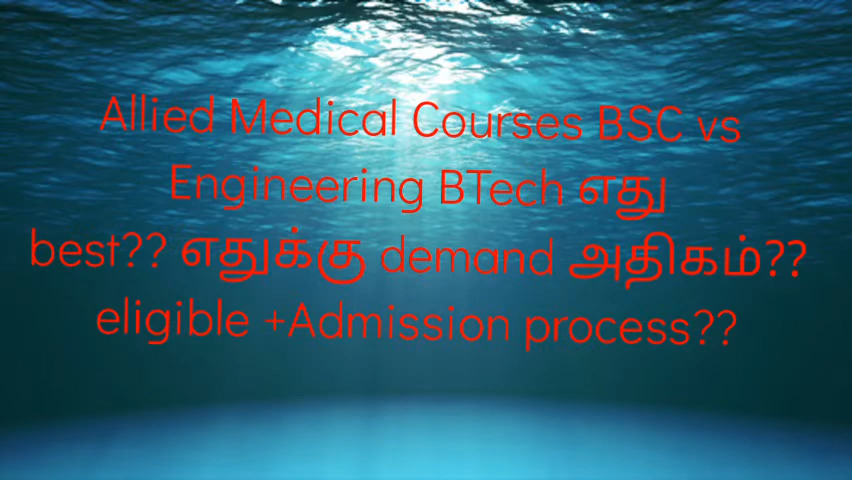 Allied Medical Courses BSC vs
Engineering BTech எது
best?? எதுக்கு demand அதிகம்??
eligible +Admission process??